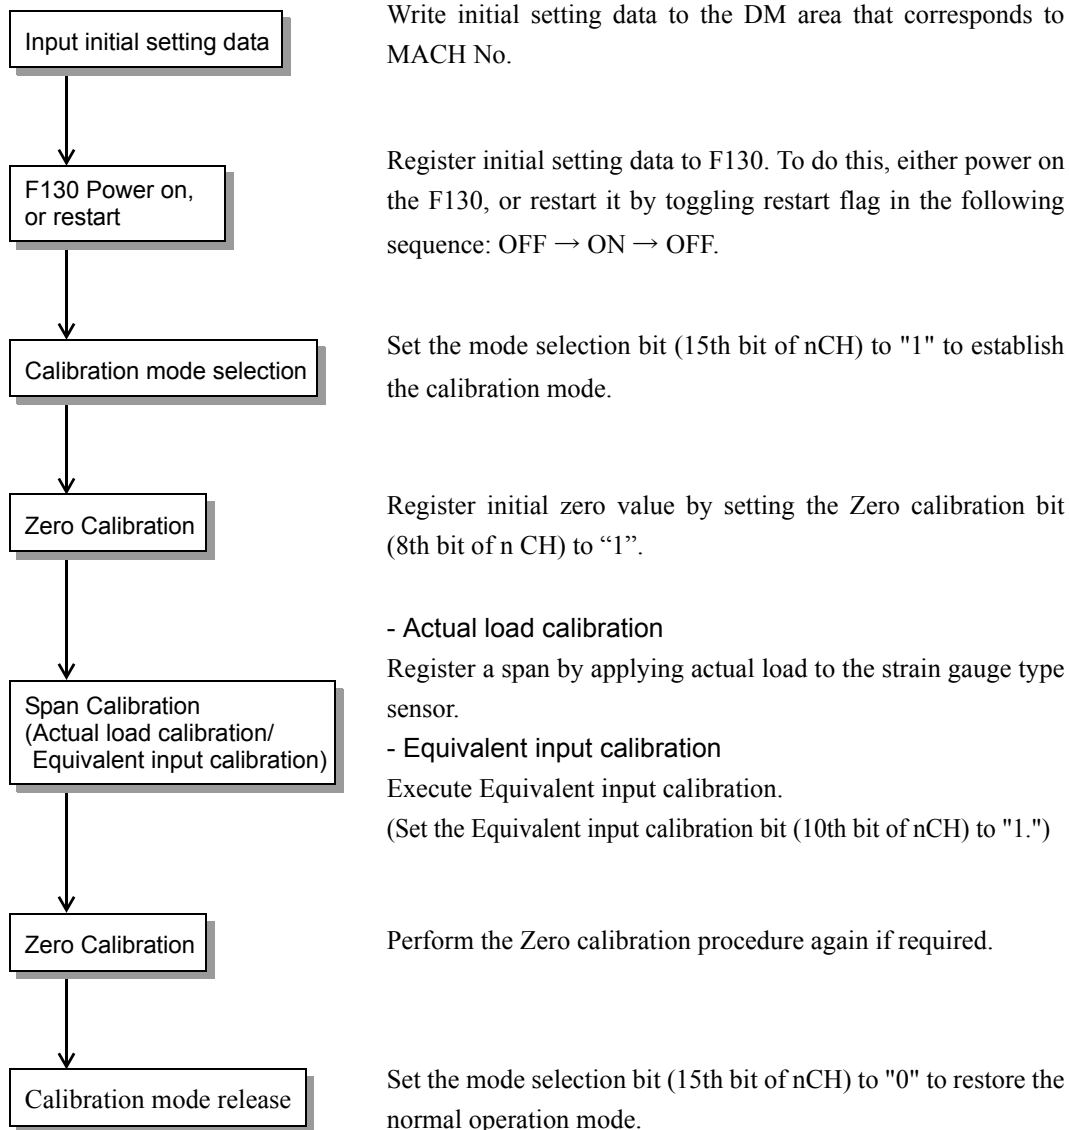 Input initial setting data
Write initial setting data to the DM area that corresponds to
MACH No.
F130 Power on,
or restart
Register initial setting data to F130. To do this, either power on
the F130, or restart it by toggling restart flag in the following
sequence: OFF → ON → OFF.
Calibration mode selection
Set the mode selection bit (15th bit of nCH) to "1" to establish
the calibration mode.
Zero Calibration
Register initial zero value by setting the Zero calibration bit
(8th bit of n CH) to “1”.
Span Calibration
(Actual load calibration/
Equivalent input calibration)
- Actual load calibration
Register a span by applying actual load to the strain gauge type
sensor.
- Equivalent input calibration
Execute Equivalent input calibration.
(Set the Equivalent input calibration bit (10th bit of nCH) to "1.")
Zero Calibration
Perform the Zero calibration procedure again if required.
Calibration mode release
Set the mode selection bit (15th bit of nCH) to "0" to restore the
normal operation mode.